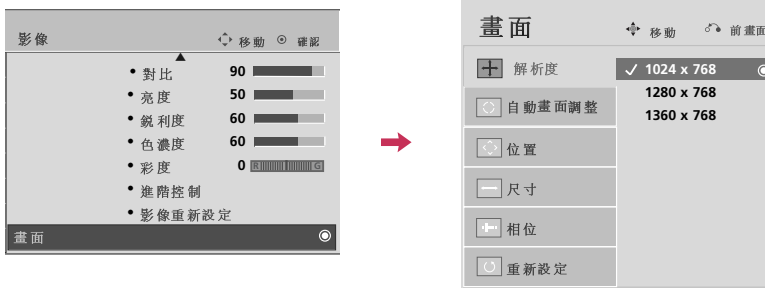 影像 移動 確認
• 對比 90
• 亮度 50
• 銳利度 60
• 色濃度 60
• 彩度 0 R G
• 進階控制
• 影像重新設定
畫面
畫面 移動 前畫面
解析度
自動畫面調整
位置
尺寸
相位
重新設定
✓ 1024 x 768
1280 x 768
1360 x 768